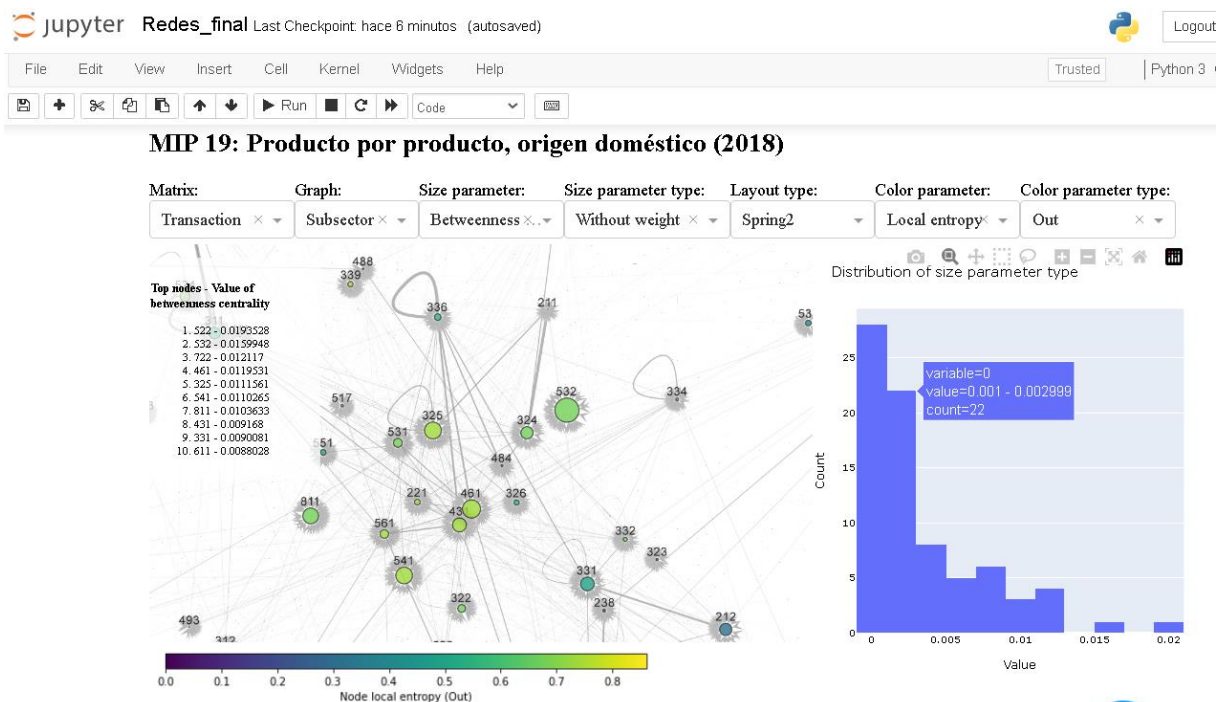 jupyter Redes_final Last Checkpoint: hace 6 minutos (autosaved)
Logout
File Edit View Insert Cell Kernel Widgets Help
Trusted
Python 3
Run
Code
MIP 19: Producto por producto, origen doméstico (2018)
Matrix: Graph: Size parameter: Size parameter type: Layout type: Color parameter: Color parameter type:
Transaction Subsector Betweenness Without weight Spring2 Local entropy Out
Top nodes - Value of
betweenness centrality
1. 522 - 0.0193528
2. 532 - 0.0159948
3. 722 - 0.012117
4. 461 - 0.0119531
5. 325 - 0.0111561
6. 541 - 0.0110265
7. 811 - 0.0103633
8. 431 - 0.009168
9. 331 - 0.0090081
10. 611 - 0.0088028
488
339
336
211
53
517
325
532
334
531
324
551
484
221
461
326
811
561
43
332
323
541
331
322
238
493
212
0.0 0.1 0.2 0.3 0.4 0.5 0.6 0.7 0.8
Node local entropy (Out)
Distribution of size parameter type
variable=0
value=0.001 - 0.002999
count=22
25
20
15
10
5
0
Count
0 0.005 0.01 0.015 0.02
Value